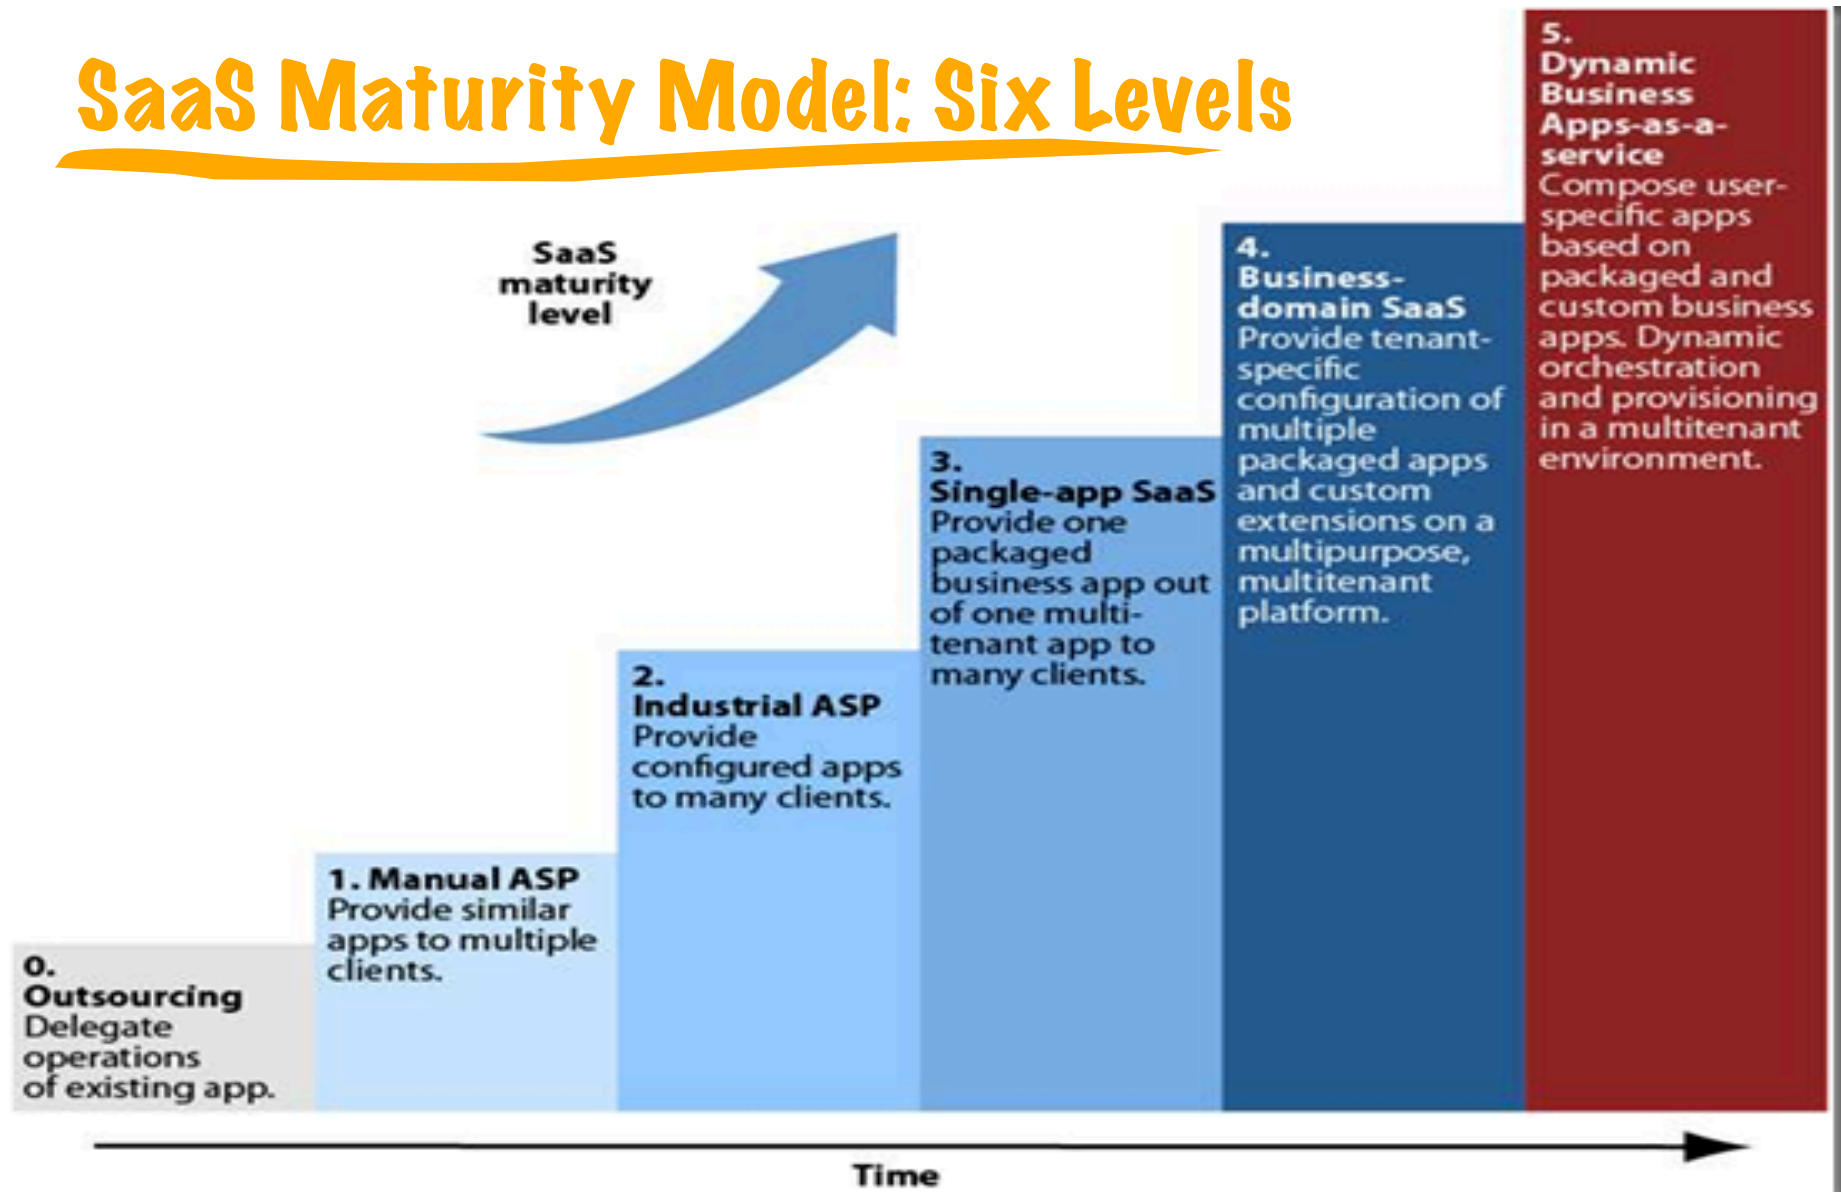 SaaS Maturity Model: Six Levels
SaaS
maturity
level
0.
Outsourcing
Delegate
operations
of existing app.
1. Manual ASP
Provide similar
apps to multiple
clients.
2.
Industrial ASP
Provide
configured apps
to many clients.
3.
Single-app SaaS
Provide one
packaged
business app out
of one multi-
tenant app to
many clients.
4.
Business-
domain SaaS
Provide tenant-
specific
configuration of
multiple
packaged apps
and custom
extensions on a
multipurpose,
multitenant
platform.
5.
Dynamic
Business
Apps-as-a-
service
Compose user-
specific apps
based on
packaged and
custom business
apps. Dynamic
orchestration
and provisioning
in a multitenant
environment.
Time